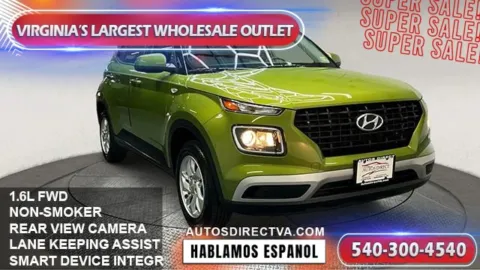 VIRGINIA'S LARGEST WHOLESALE OUTLET
SUPER SALE!
SUPER SALE!
SUPER SALE!
1.6L FWD
NON-SMOKER
REAR VIEW CAMERA
LANE KEEPING ASSIST
SMART DEVICE INTEGR
AUTOSDIRECTVA.COM
HABLAMOS ESPANOL
540-300-4540